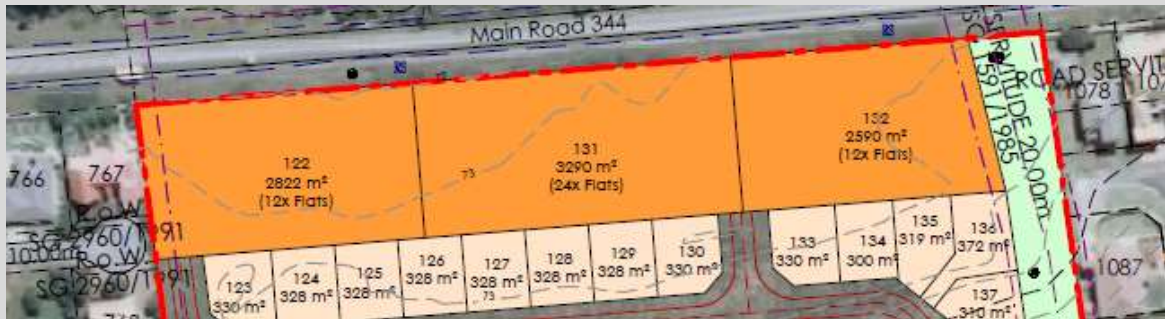 Main Road 344
SERVITUDE 20.00m
1591/1985
ROAD SERVIT
1078
122
2822 m²
(12x Flats)
131
3290 m²
(24x Flats)
132
2590 m²
(12x Flats)
73
766
767
R.o.W
SG 2960/1991
10.00m
R.o.W
SG 2960/1991
123
330 m²
124
328 m²
125
328 m²
126
328 m²
127
328 m²
128
328 m²
129
328 m²
130
330 m²
73
133
330 m²
134
300 m²
135
319 m²
136
372 m²
137
310 m²
1087